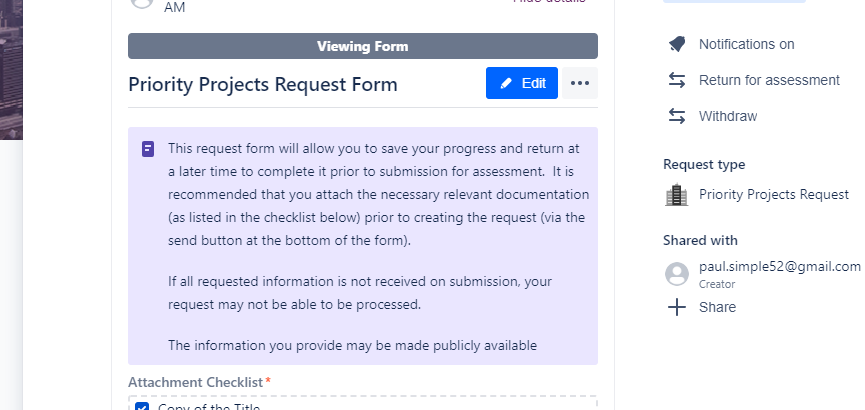 AM
Hide details
Viewing Form
Priority Projects Request Form
Edit
This request form will allow you to save your progress and return at
a later time to complete it prior to submission for assessment.  It is
recommended that you attach the necessary relevant documentation
(as listed in the checklist below) prior to creating the request (via the
send button at the bottom of the form).
If all requested information is not received on submission, your
request may not be able to be processed.
The information you provide may be made publicly available
Attachment Checklist*
Copy of the Title
Notifications on
Return for assessment
Withdraw
Request type
Priority Projects Request
Shared with
paul.simple52@gmail.com
Creator
Share